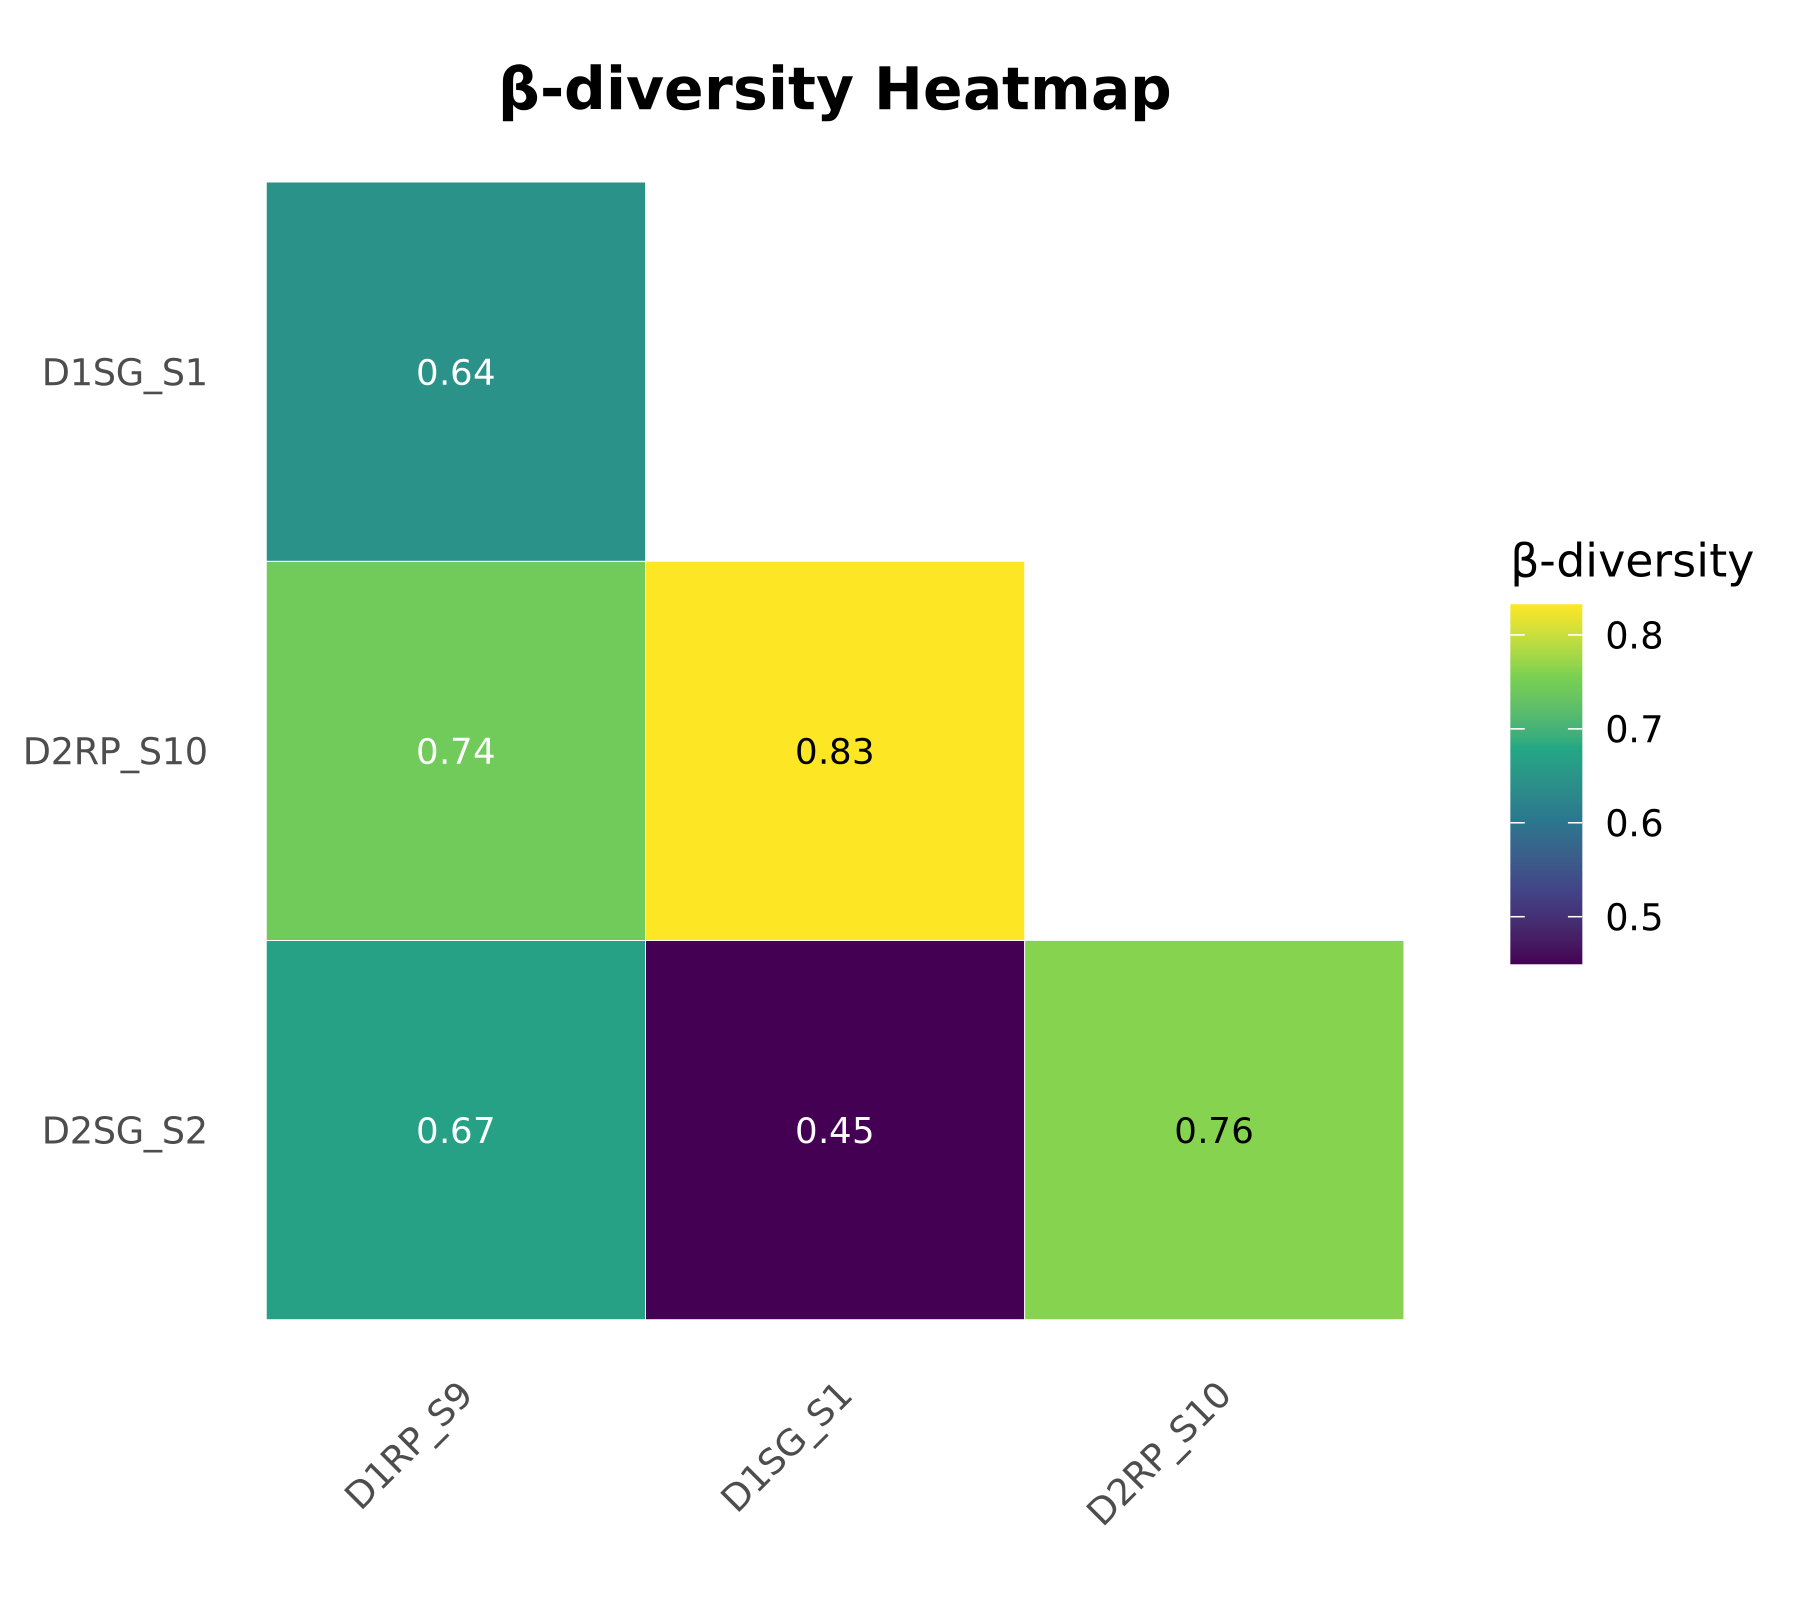 β-diversity Heatmap
D1SG_S1
0.64
D2RP_S10
0.74
0.83
D2SG_S2
0.67
0.45
0.76
D1RP_S9
D1SG_S1
D2RP_S10
β-diversity
0.8
0.7
0.6
0.5